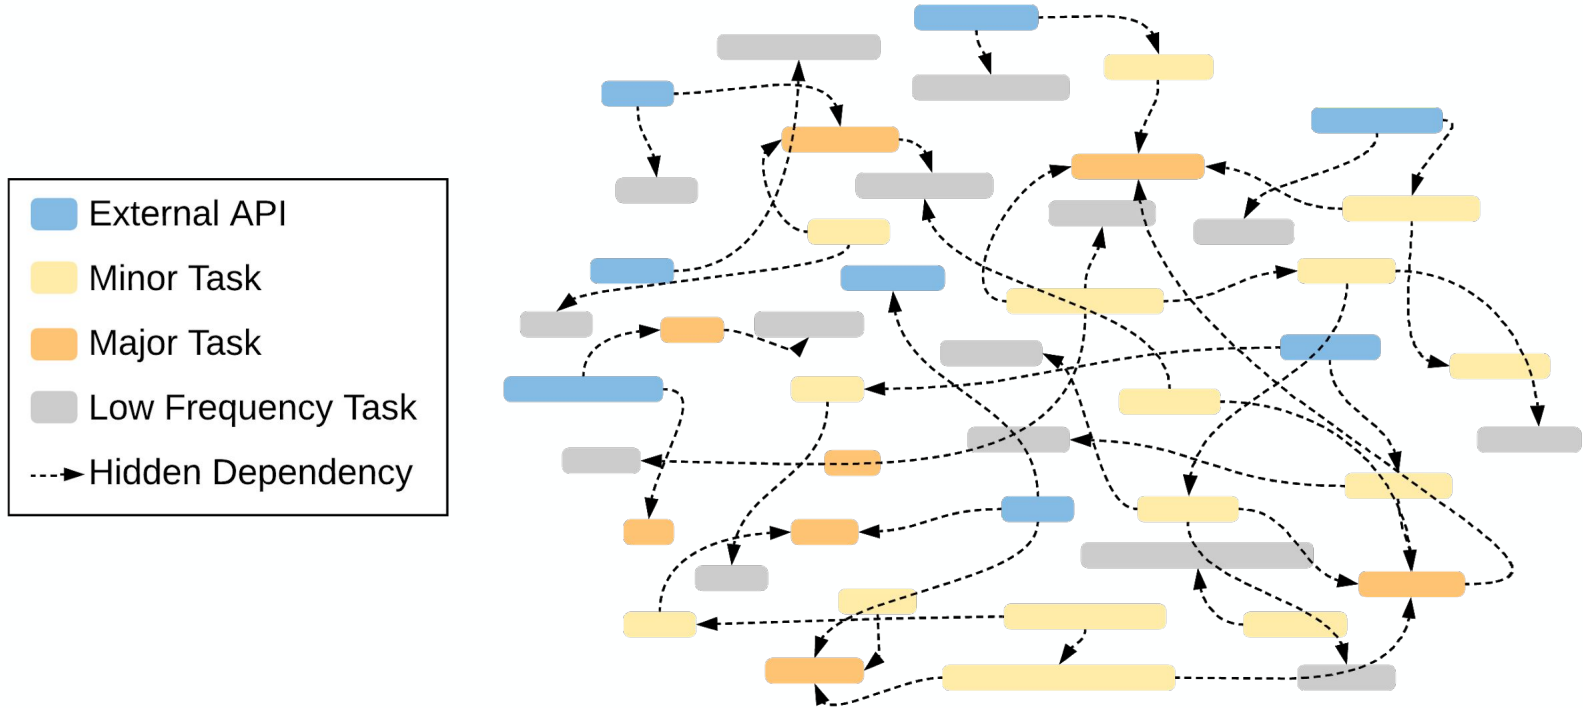 External API
Minor Task
Major Task
Low Frequency Task
Hidden Dependency